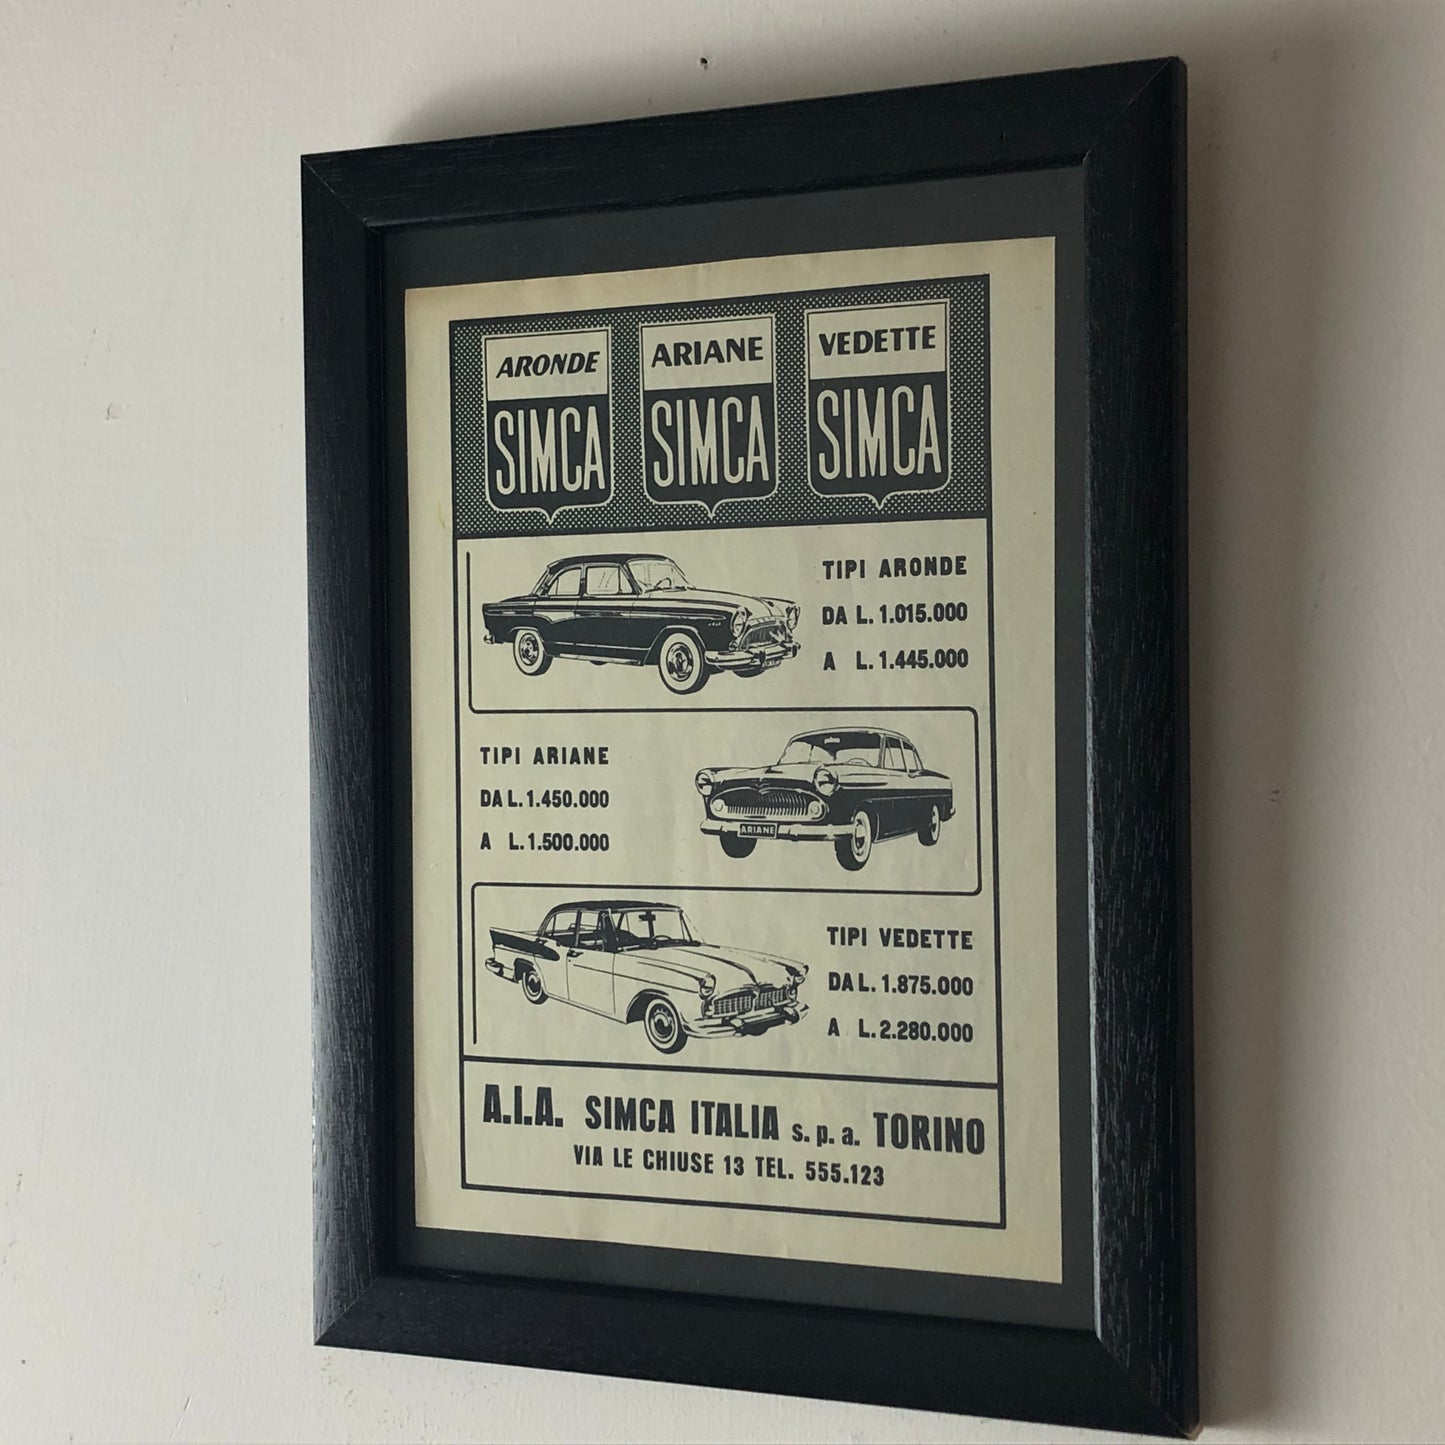 ARONDE
SIMCA
ARIANE
SIMCA
VEDETTE
SIMCA
TIPI ARONDE
DA L. 1.015.000
A L. 1.445.000
TIPI ARIANE
DA L. 1.450.000
A L. 1.500.000
ARIANE
TIPI VEDETTE
DA L. 1.875.000
A L. 2.280.000
A.I.A. SIMCA ITALIA s.p.a. TORINO
VIA LE CHIUSE 13 TEL. 555.123